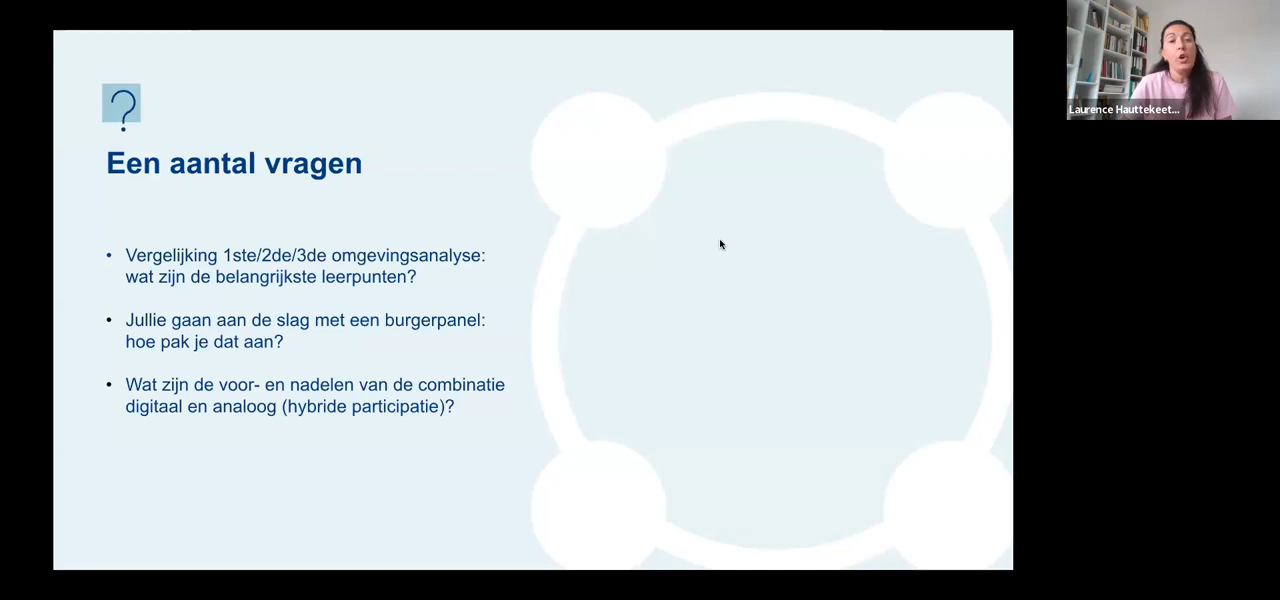 Een aantal vragen
• Vergelijking 1ste/2de/3de omgevingsanalyse:
wat zijn de belangrijkste leerpunten?
• Jullie gaan aan de slag met een burgerpanel:
hoe pak je dat aan?
• Wat zijn de voor- en nadelen van de combinatie
digitaal en analoog (hybride participatie)?
Laurence Hauttekeet...